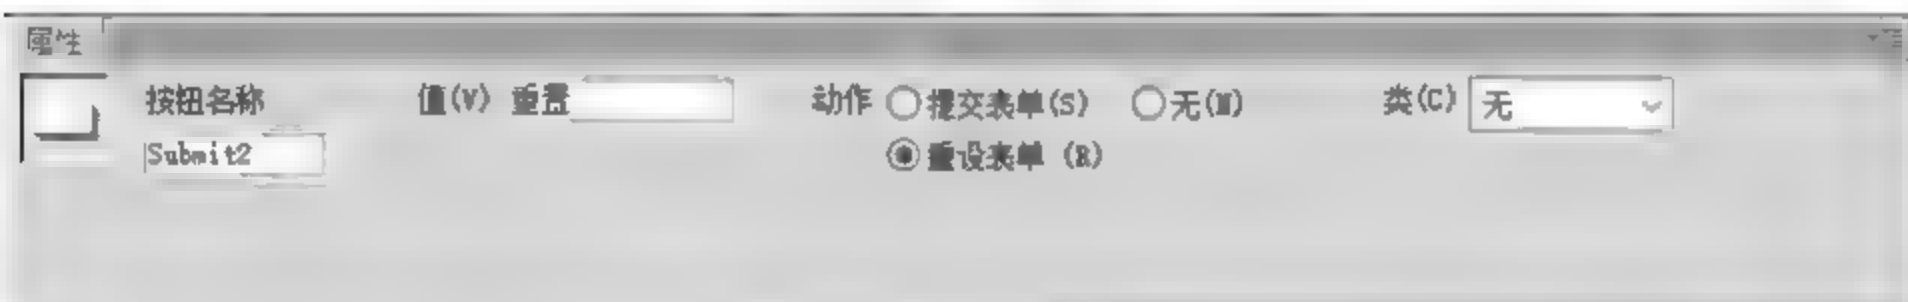 属性
按钮名称 值(V) 重置 动作 提交表单(S) 无(N) 类(C) 无
Submit2 重设表单 (R)